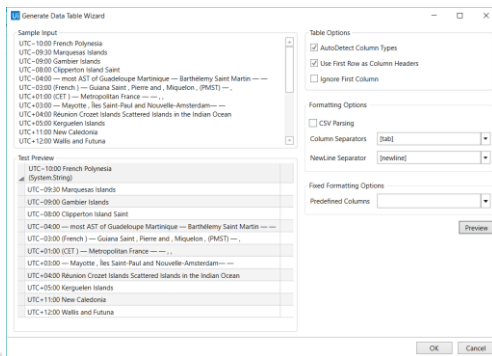 Generate Data Table Wizard
Sample Input
UTC−10:00 French Polynesia
UTC−09:30 Marquesas Islands
UTC−09:00 Gambier Islands
UTC−08:00 Clipperton Island Saint
UTC−04:00 — most AST of Guadeloupe Martinique — Barthélemy Saint Martin — —
UTC−03:00 (French ) — Guiana Saint , Pierre and , Miquelon , (PMST) — ,
UTC+01:00 (CET ) — Metropolitan France — — , ,
UTC+03:00 — Mayotte , Îles Saint-Paul and Nouvelle-Amsterdam— —
UTC+04:00 Réunion Crozet Islands Scattered Islands in the Indian Ocean
UTC+05:00 Kerguelen Islands
UTC+11:00 New Caledonia
UTC+12:00 Wallis and Futuna
Test Preview
UTC−10:00 French Polynesia
(System.String)
UTC−09:30 Marquesas Islands
UTC−09:00 Gambier Islands
UTC−08:00 Clipperton Island Saint
UTC−04:00 — most AST of Guadeloupe Martinique — Barthélemy Saint Martin — —
UTC−03:00 (French ) — Guiana Saint , Pierre and , Miquelon , (PMST) — ,
UTC+01:00 (CET ) — Metropolitan France — — , ,
UTC+03:00 — Mayotte , Îles Saint-Paul and Nouvelle-Amsterdam— —
UTC+04:00 Réunion Crozet Islands Scattered Islands in the Indian Ocean
UTC+05:00 Kerguelen Islands
UTC+11:00 New Caledonia
UTC+12:00 Wallis and Futuna
Table Options
AutoDetect Column Types
Use First Row as Column Headers
Ignore First Column
Formatting Options
CSV Parsing
Column Separators [tab]
NewLine Separator [newline]
Fixed Formatting Options
Predefined Columns
Preview
OK Cancel